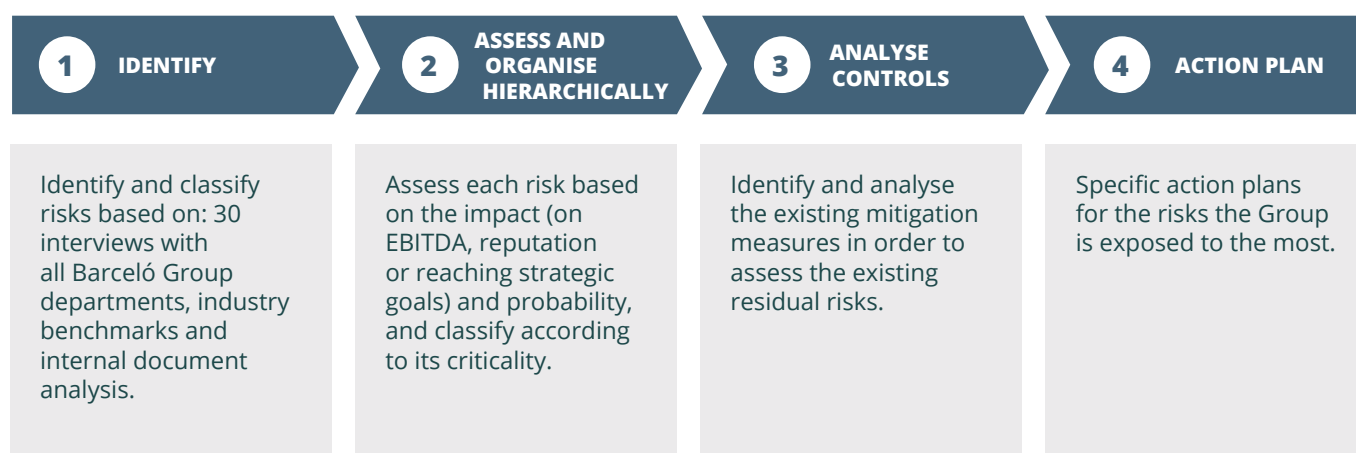 1
IDENTIFY
2
ASSESS AND
ORGANISE
HIERARCHICALLY
3
ANALYSE
CONTROLS
4
ACTION PLAN
Identify and classify
risks based on: 30
interviews with
all Barceló Group
departments, industry
benchmarks and
internal document
analysis.
Assess each risk based
on the impact (on
EBITDA, reputation
or reaching strategic
goals) and probability,
and classify according
to its criticality.
Identify and analyse
the existing mitigation
measures in order to
assess the existing
residual risks.
Specific action plans
for the risks the Group
is exposed to the most.